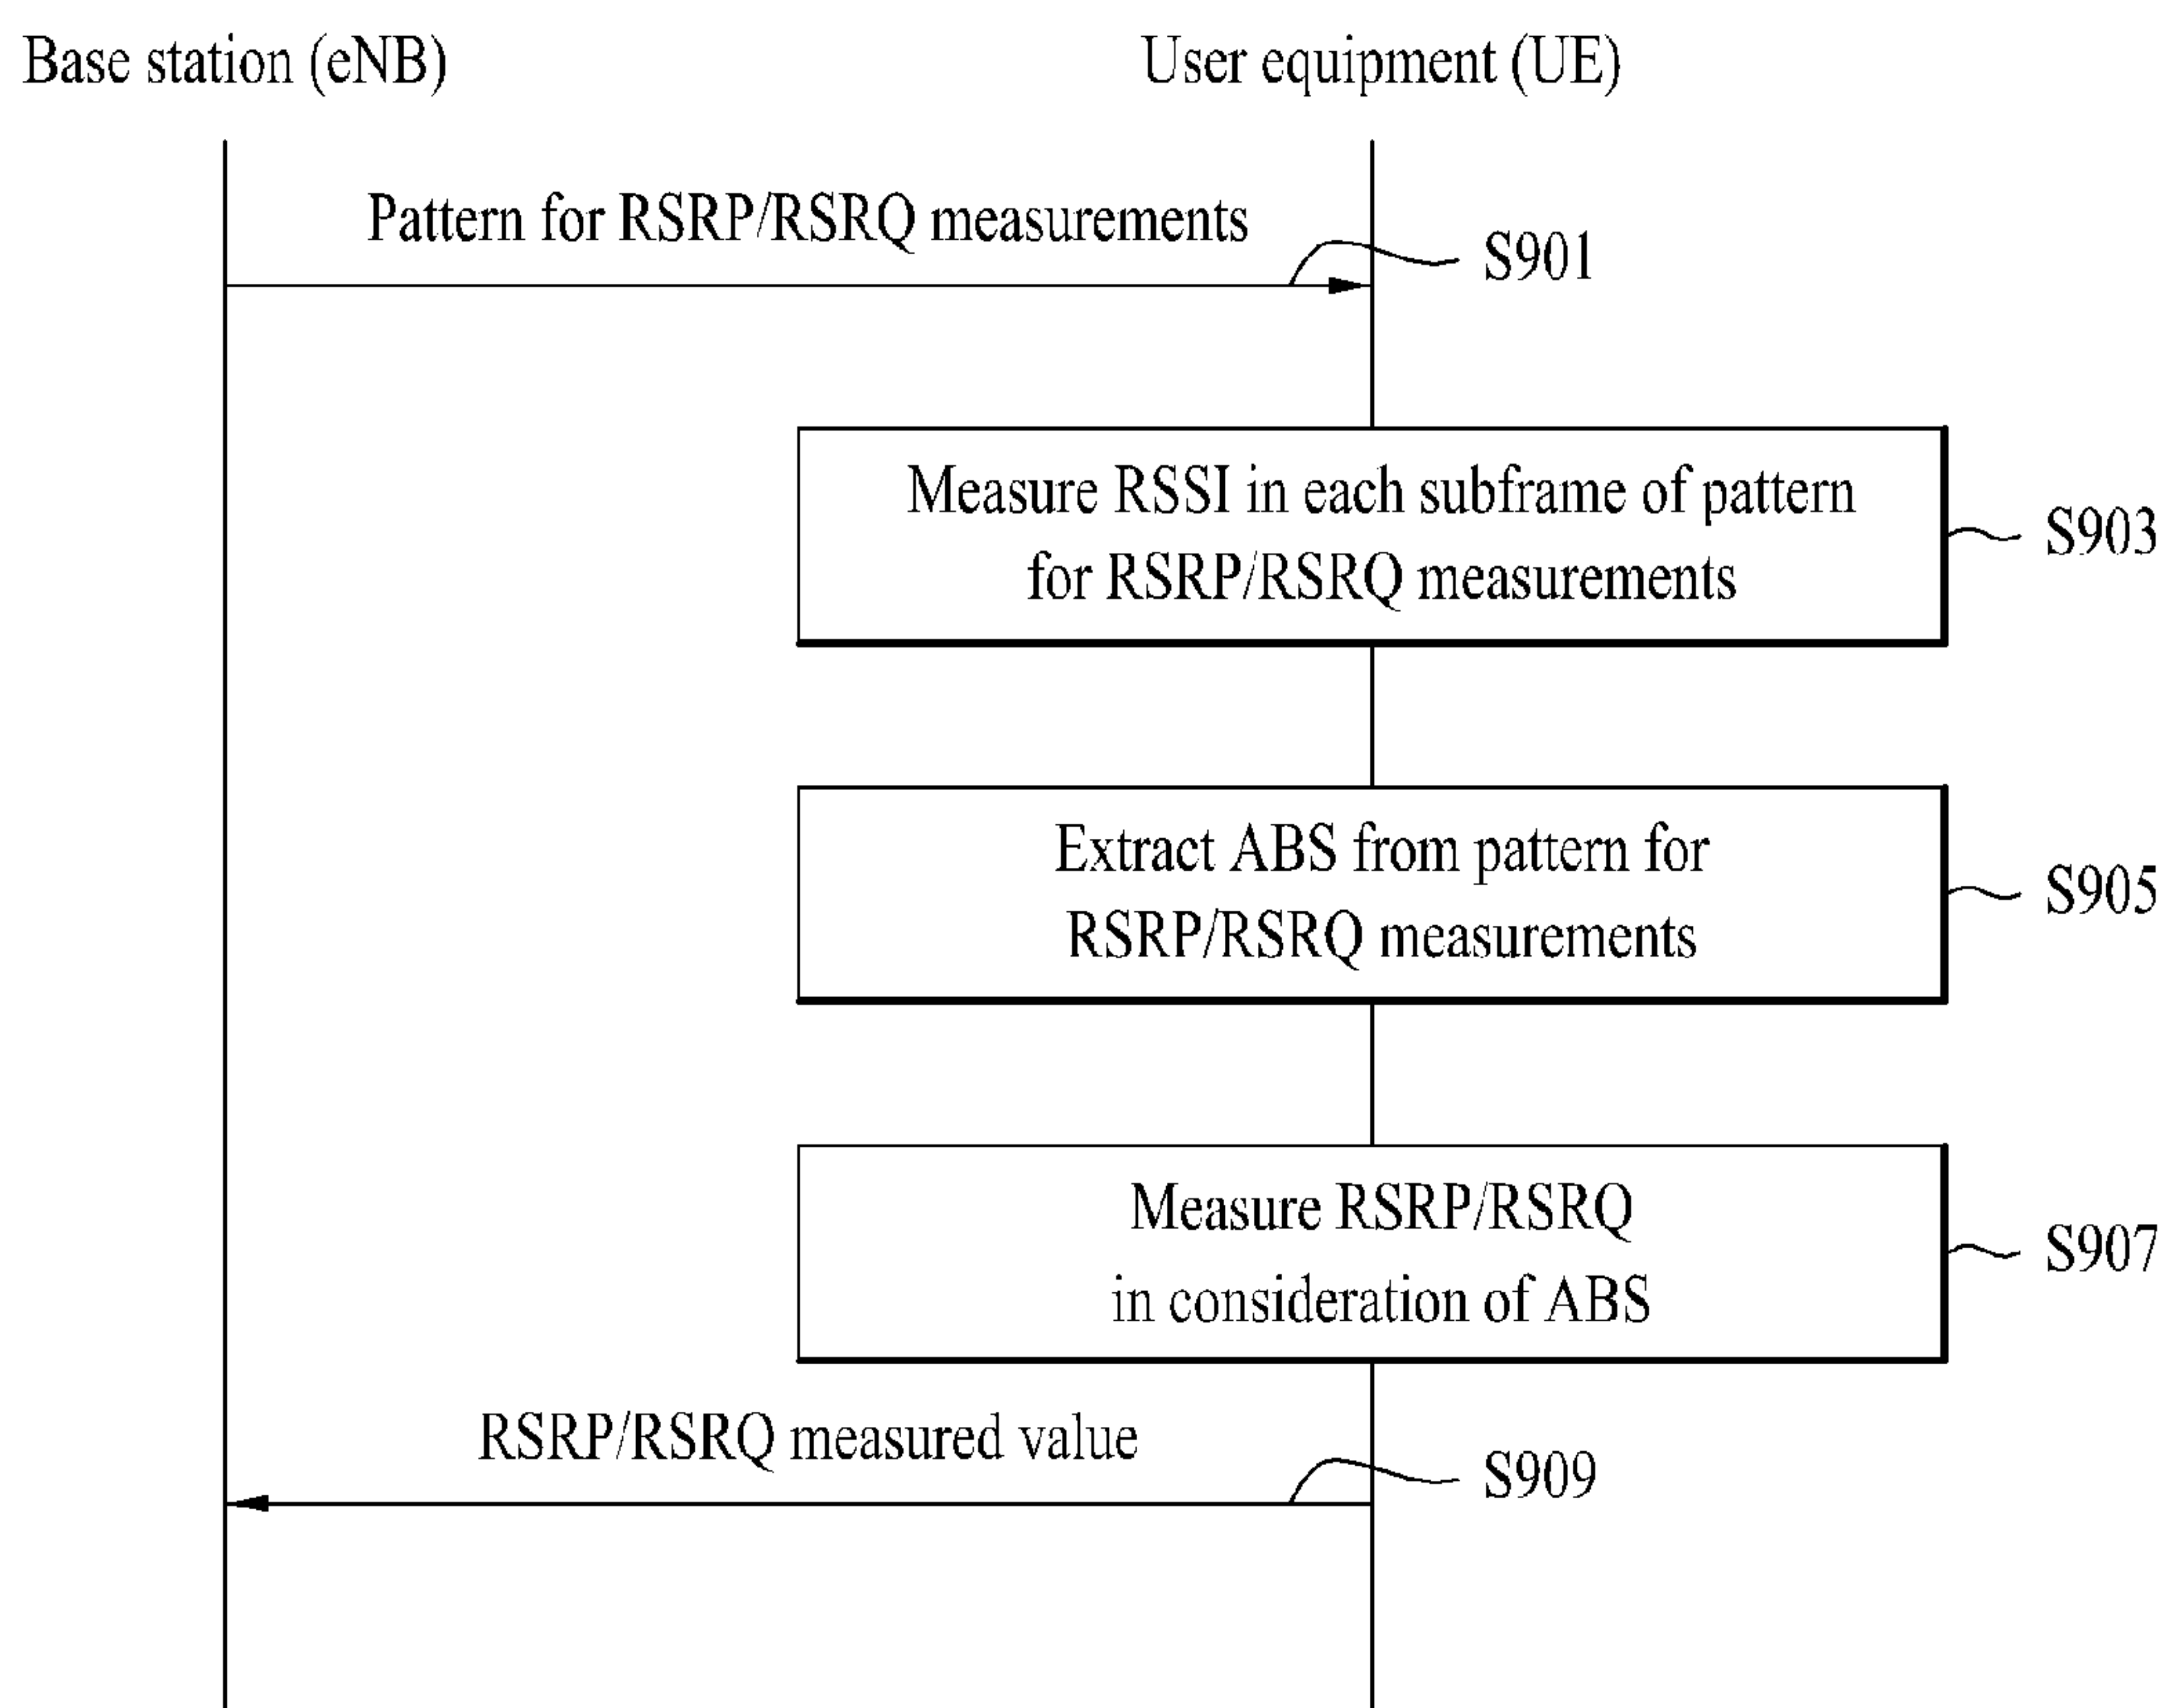 Base station (eNB)
User equipment (UE)
Pattern for RSRP/RSRQ measurements
S901
Measure RSSI in each subframe of pattern
for RSRP/RSRQ measurements
S903
Extract ABS from pattern for
RSRP/RSRQ measurements
S905
Measure RSRP/RSRQ
in consideration of ABS
S907
RSRP/RSRQ measured value
S909